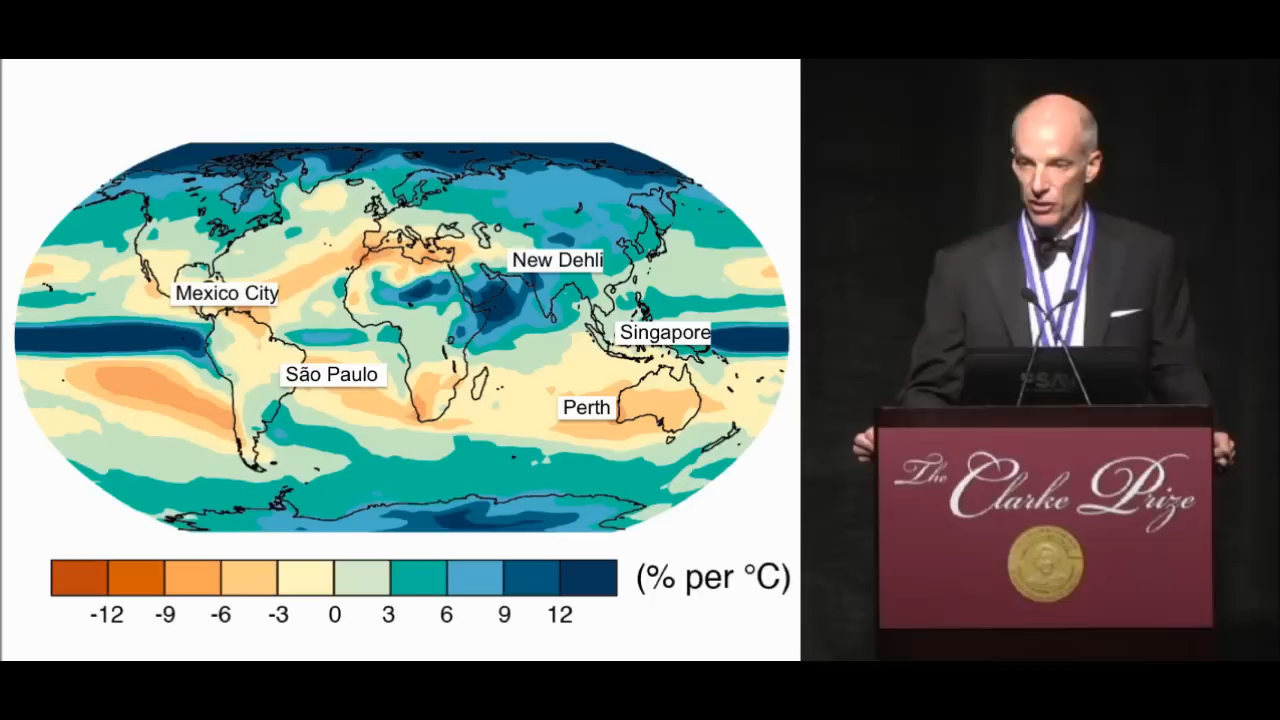 New Dehli
Mexico City
Singapore
São Paulo
Perth
(% per °C)
-12 -9 -6 -3 0 3 6 9 12
The Clarke Prize